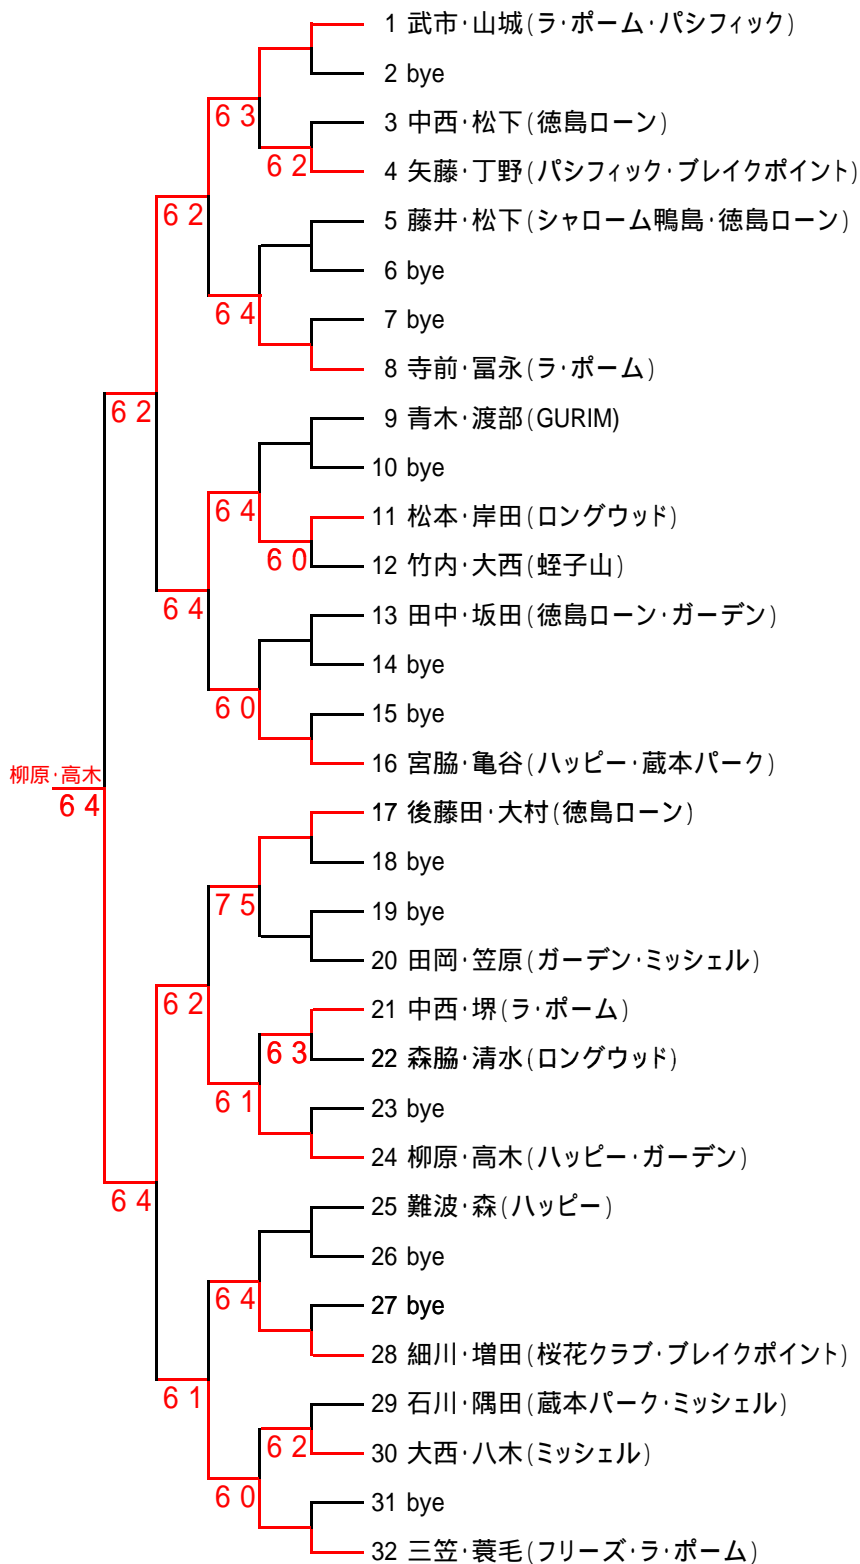 1 武市・山城(ラ・ポーム・パシフィック)
2 bye
6 3
3 中西・松下(徳島ローン)
6 2
4 矢藤・丁野(パシフィック・ブレイクポイント)
6 2
5 藤井・松下(シャローム鴨島・徳島ローン)
6 bye
6 4
7 bye
8 寺前・冨永(ラ・ポーム)
6 2
9 青木・渡部(GURIM)
10 bye
6 4
11 松本・岸田(ロングウッド)
6 0
12 竹内・大西(蛭子山)
6 4
13 田中・坂田(徳島ローン・ガーデン)
14 bye
6 0
15 bye
16 宮脇・亀谷(ハッピー・蔵本パーク)
柳原・高木
6 4
17 後藤田・大村(徳島ローン)
18 bye
7 5
19 bye
20 田岡・笠原(ガーデン・ミッシェル)
6 2
21 中西・堺(ラ・ポーム)
6 3
22 森脇・清水(ロングウッド)
6 1
23 bye
24 柳原・高木(ハッピー・ガーデン)
6 4
25 難波・森(ハッピー)
26 bye
6 4
27 bye
28 細川・増田(桜花クラブ・ブレイクポイント)
6 1
29 石川・隅田(蔵本パーク・ミッシェル)
6 2
30 大西・八木(ミッシェル)
6 0
31 bye
32 三笠・蓑毛(フリーズ・ラ・ポーム)